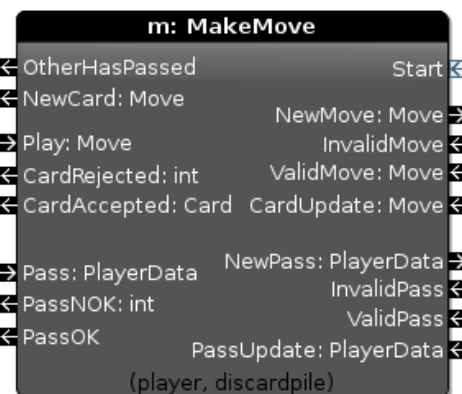 m: MakeMove
OtherHasPassed
Start
NewCard: Move
NewMove: Move
Play: Move
InvalidMove
CardRejected: int
ValidMove: Move
CardAccepted: Card
CardUpdate: Move
NewPass: PlayerData
Pass: PlayerData
InvalidPass
PassNOK: int
ValidPass
PassOK
PassUpdate: PlayerData
(player, discardpile)